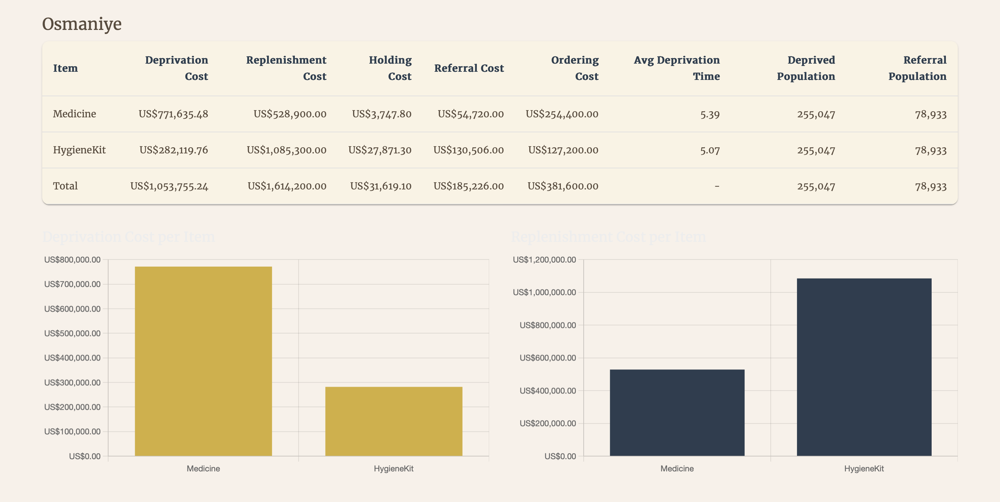 Osmaniye
Item Deprivation Cost Replenishment Cost Holding Cost Referral Cost Ordering Cost Avg Deprivation Time Deprived Population Referral Population
Medicine US$771,635.48 US$528,900.00 US$3,747.80 US$54,720.00 US$254,400.00 5.39 255,047 78,933
HygieneKit US$282,119.76 US$1,085,300.00 US$27,871.30 US$130,506.00 US$127,200.00 5.07 255,047 78,933
Total US$1,053,755.24 US$1,614,200.00 US$31,619.10 US$185,226.00 US$381,600.00 - 255,047 78,933
Deprivation Cost per Item
US$800,000.00
US$700,000.00
US$600,000.00
US$500,000.00
US$400,000.00
US$300,000.00
US$200,000.00
US$100,000.00
US$0.00
Medicine HygieneKit
Replenishment Cost per Item
US$1,200,000.00
US$1,000,000.00
US$800,000.00
US$600,000.00
US$400,000.00
US$200,000.00
US$0.00
Medicine HygieneKit